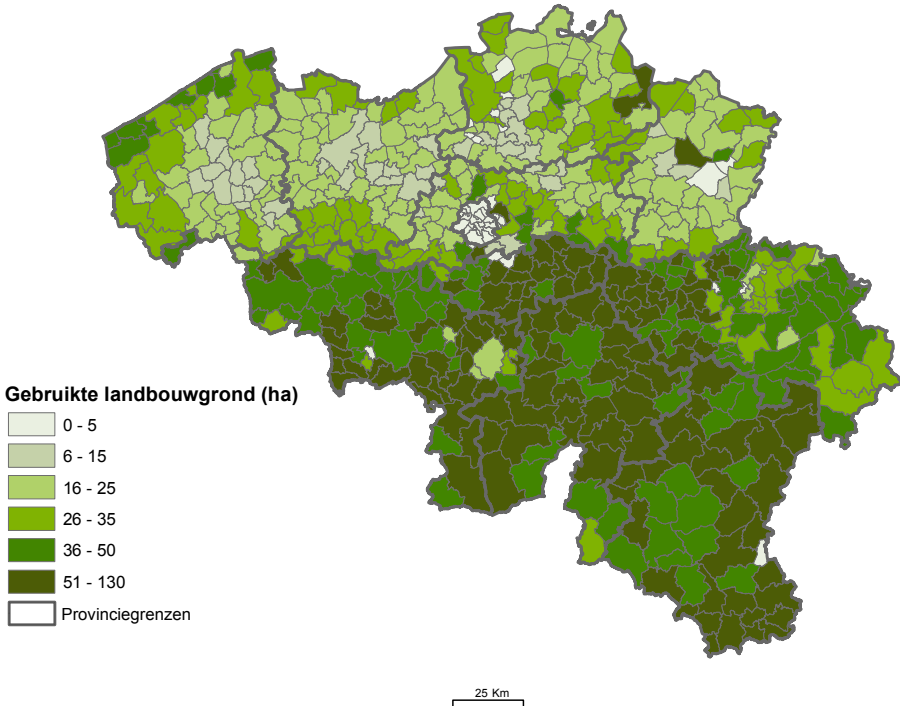 Gebruikte landbouwgrond (ha)
0 - 5
6 - 15
16 - 25
26 - 35
36 - 50
51 - 130
Provinciegrenzen
25 Km